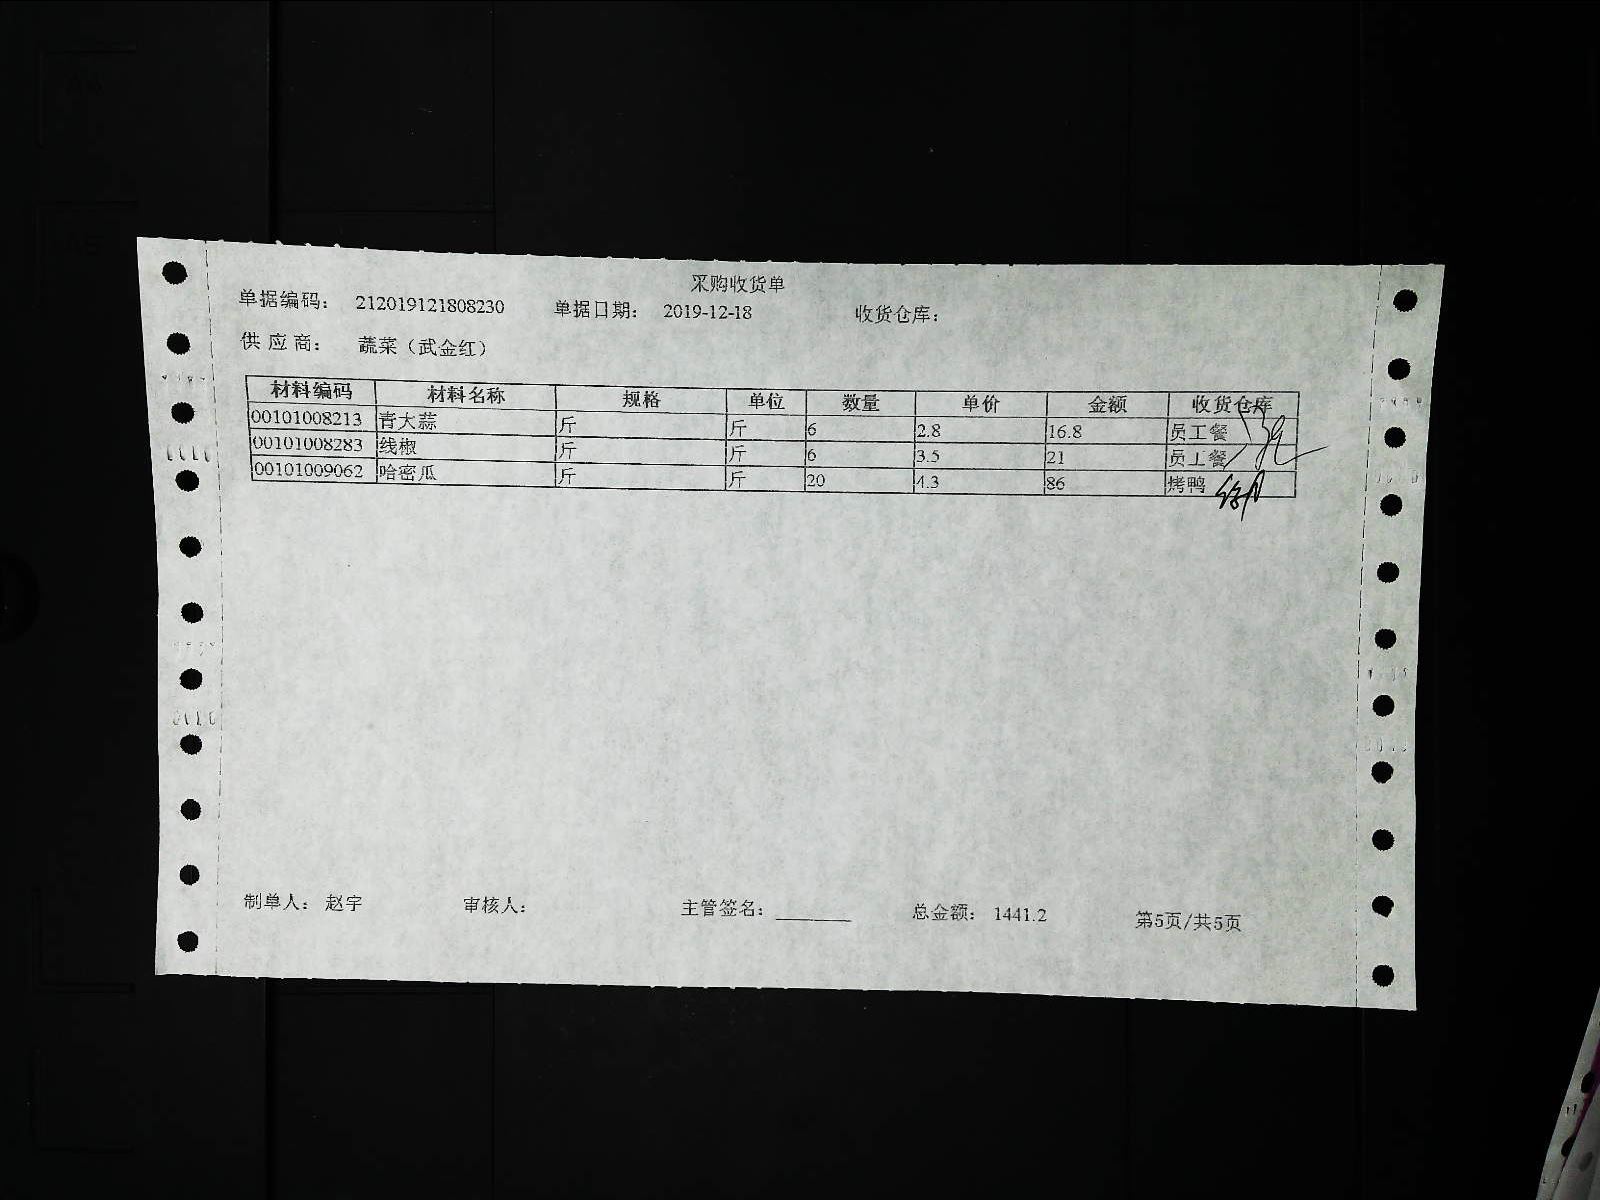 采购收货单
单据编码： 212019121808230 单据日期： 2019-12-18 收货仓库：
供应商： 蔬菜（武金红）
材料编码 材料名称 规格 单位 数量 单价 金额 收货仓库
00101008213 青大蒜 斤 斤 6 2.8 16.8 员工餐
00101008283 线椒 斤 斤 6 3.5 21 员工餐
00101009062 哈密瓜 斤 斤 20 4.3 86 烤鸭
制单人： 赵宇 审核人： 主管签名： 总金额： 1441.2 第5页/共5页